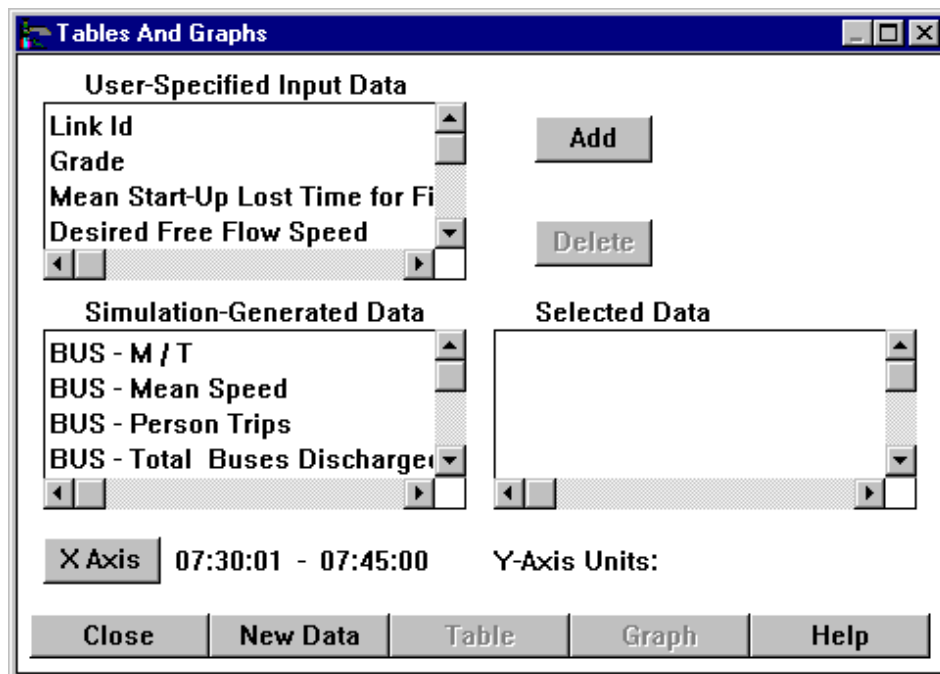 Tables And Graphs
User-Specified Input Data
Link Id
Grade
Mean Start-Up Lost Time for Fi
Desired Free Flow Speed
Add
Delete
Simulation-Generated Data
BUS - M / T
BUS - Mean Speed
BUS - Person Trips
BUS - Total Buses Discharge
Selected Data
X Axis 07:30:01 - 07:45:00 Y-Axis Units:
Close New Data Table Graph Help